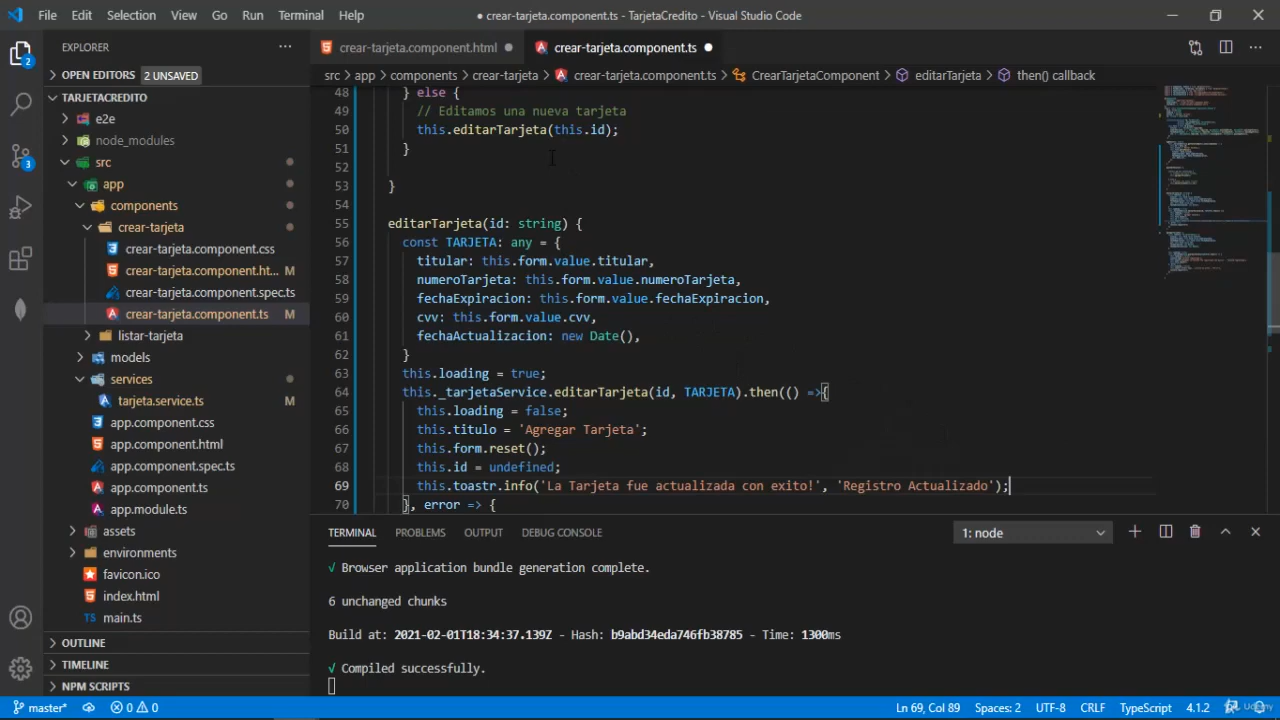 File Edit Selection View Go Run Terminal Help
● crear-tarjeta.component.ts - TarjetaCredito - Visual Studio Code
EXPLORER
crear-tarjeta.component.html
crear-tarjeta.component.ts
src > app > components > crear-tarjeta > crear-tarjeta.component.ts > CrearTarjetaComponent > editarTarjeta > then() callback
OPEN EDITORS 2 UNSAVED
TARJETACREDITO
e2e
node_modules
src
app
components
crear-tarjeta
crear-tarjeta.component.css
crear-tarjeta.component.ht... M
crear-tarjeta.component.spec.ts
crear-tarjeta.component.ts M
listar-tarjeta
models
services
tarjeta.service.ts M
app.component.css
app.component.html
app.component.spec.ts
app.component.ts
app.module.ts
assets
environments
favicon.ico
index.html
main.ts
OUTLINE
TIMELINE
NPM SCRIPTS
2
3
48 } else {
49 // Editamos una nueva tarjeta
50 this.editarTarjeta(this.id);
51 }
52
53 }
54
55 editarTarjeta(id: string) {
56 const TARJETA: any = {
57 titular: this.form.value.titular,
58 numeroTarjeta: this.form.value.numeroTarjeta,
59 fechaExpiracion: this.form.value.fechaExpiracion,
60 cvv: this.form.value.cvv,
61 fechaActualizacion: new Date(),
62 }
63 this.loading = true;
64 this._tarjetaService.editarTarjeta(id, TARJETA).then(() =>{
65 this.loading = false;
66 this.titulo = 'Agregar Tarjeta';
67 this.form.reset();
68 this.id = undefined;
69 this.toastr.info('La Tarjeta fue actualizada con exito!', 'Registro Actualizado');
70 }, error => {
TERMINAL PROBLEMS OUTPUT DEBUG CONSOLE
1: node
√ Browser application bundle generation complete.
6 unchanged chunks
Build at: 2021-02-01T18:34:37.139Z - Hash: b9abd34eda746fb38785 - Time: 1300ms
√ Compiled successfully.
master* 0 0
Ln 69, Col 89 Spaces: 2 UTF-8 CRLF TypeScript 4.1.2
Udemy